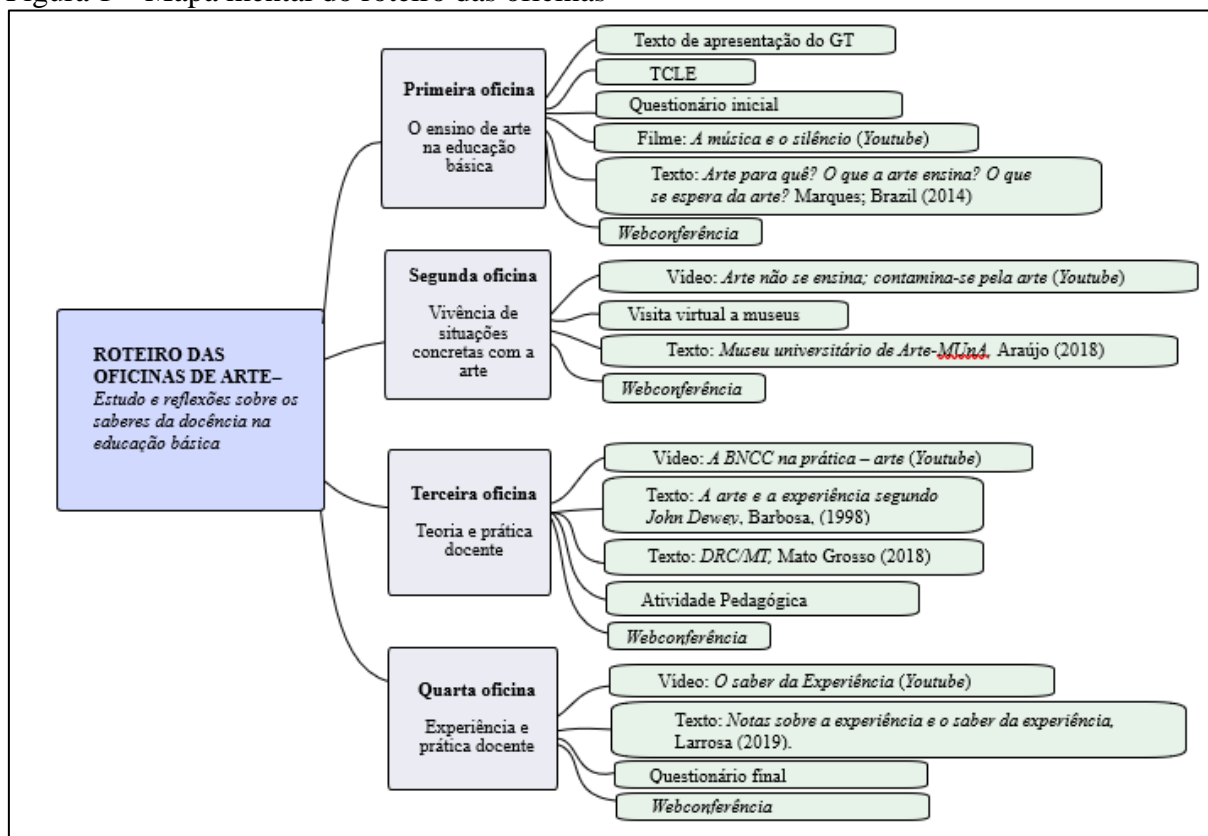 Figura 1 – Mapa mental do roteiro das oficinas
ROTEIRO DAS
OFICINAS DE ARTE–
Estudo e reflexões sobre os
saberes da docência na
educação básica
Primeira oficina
O ensino de arte
na educação
básica
Texto de apresentação do GT
TCLE
Questionário inicial
Filme: A música e o silêncio (Youtube)
Texto: Arte para quê? O que a arte ensina? O que
se espera da arte? Marques; Brazil (2014)
Webconferência
Segunda oficina
Vivência de
situações
concretas com a
arte
Vídeo: Arte não se ensina; contamina-se pela arte (Youtube)
Visita virtual a museus
Texto: Museu universitário de Arte-MUnA, Araújo (2018)
Webconferência
Terceira oficina
Teoria e prática
docente
Vídeo: A BNCC na prática – arte (Youtube)
Texto: A arte e a experiência segundo
John Dewey, Barbosa, (1998)
Texto: DRC/MT, Mato Grosso (2018)
Atividade Pedagógica
Webconferência
Quarta oficina
Experiência e
prática docente
Vídeo: O saber da Experiência (Youtube)
Texto: Notas sobre a experiência e o saber da experiência,
Larrosa (2019).
Questionário final
Webconferência